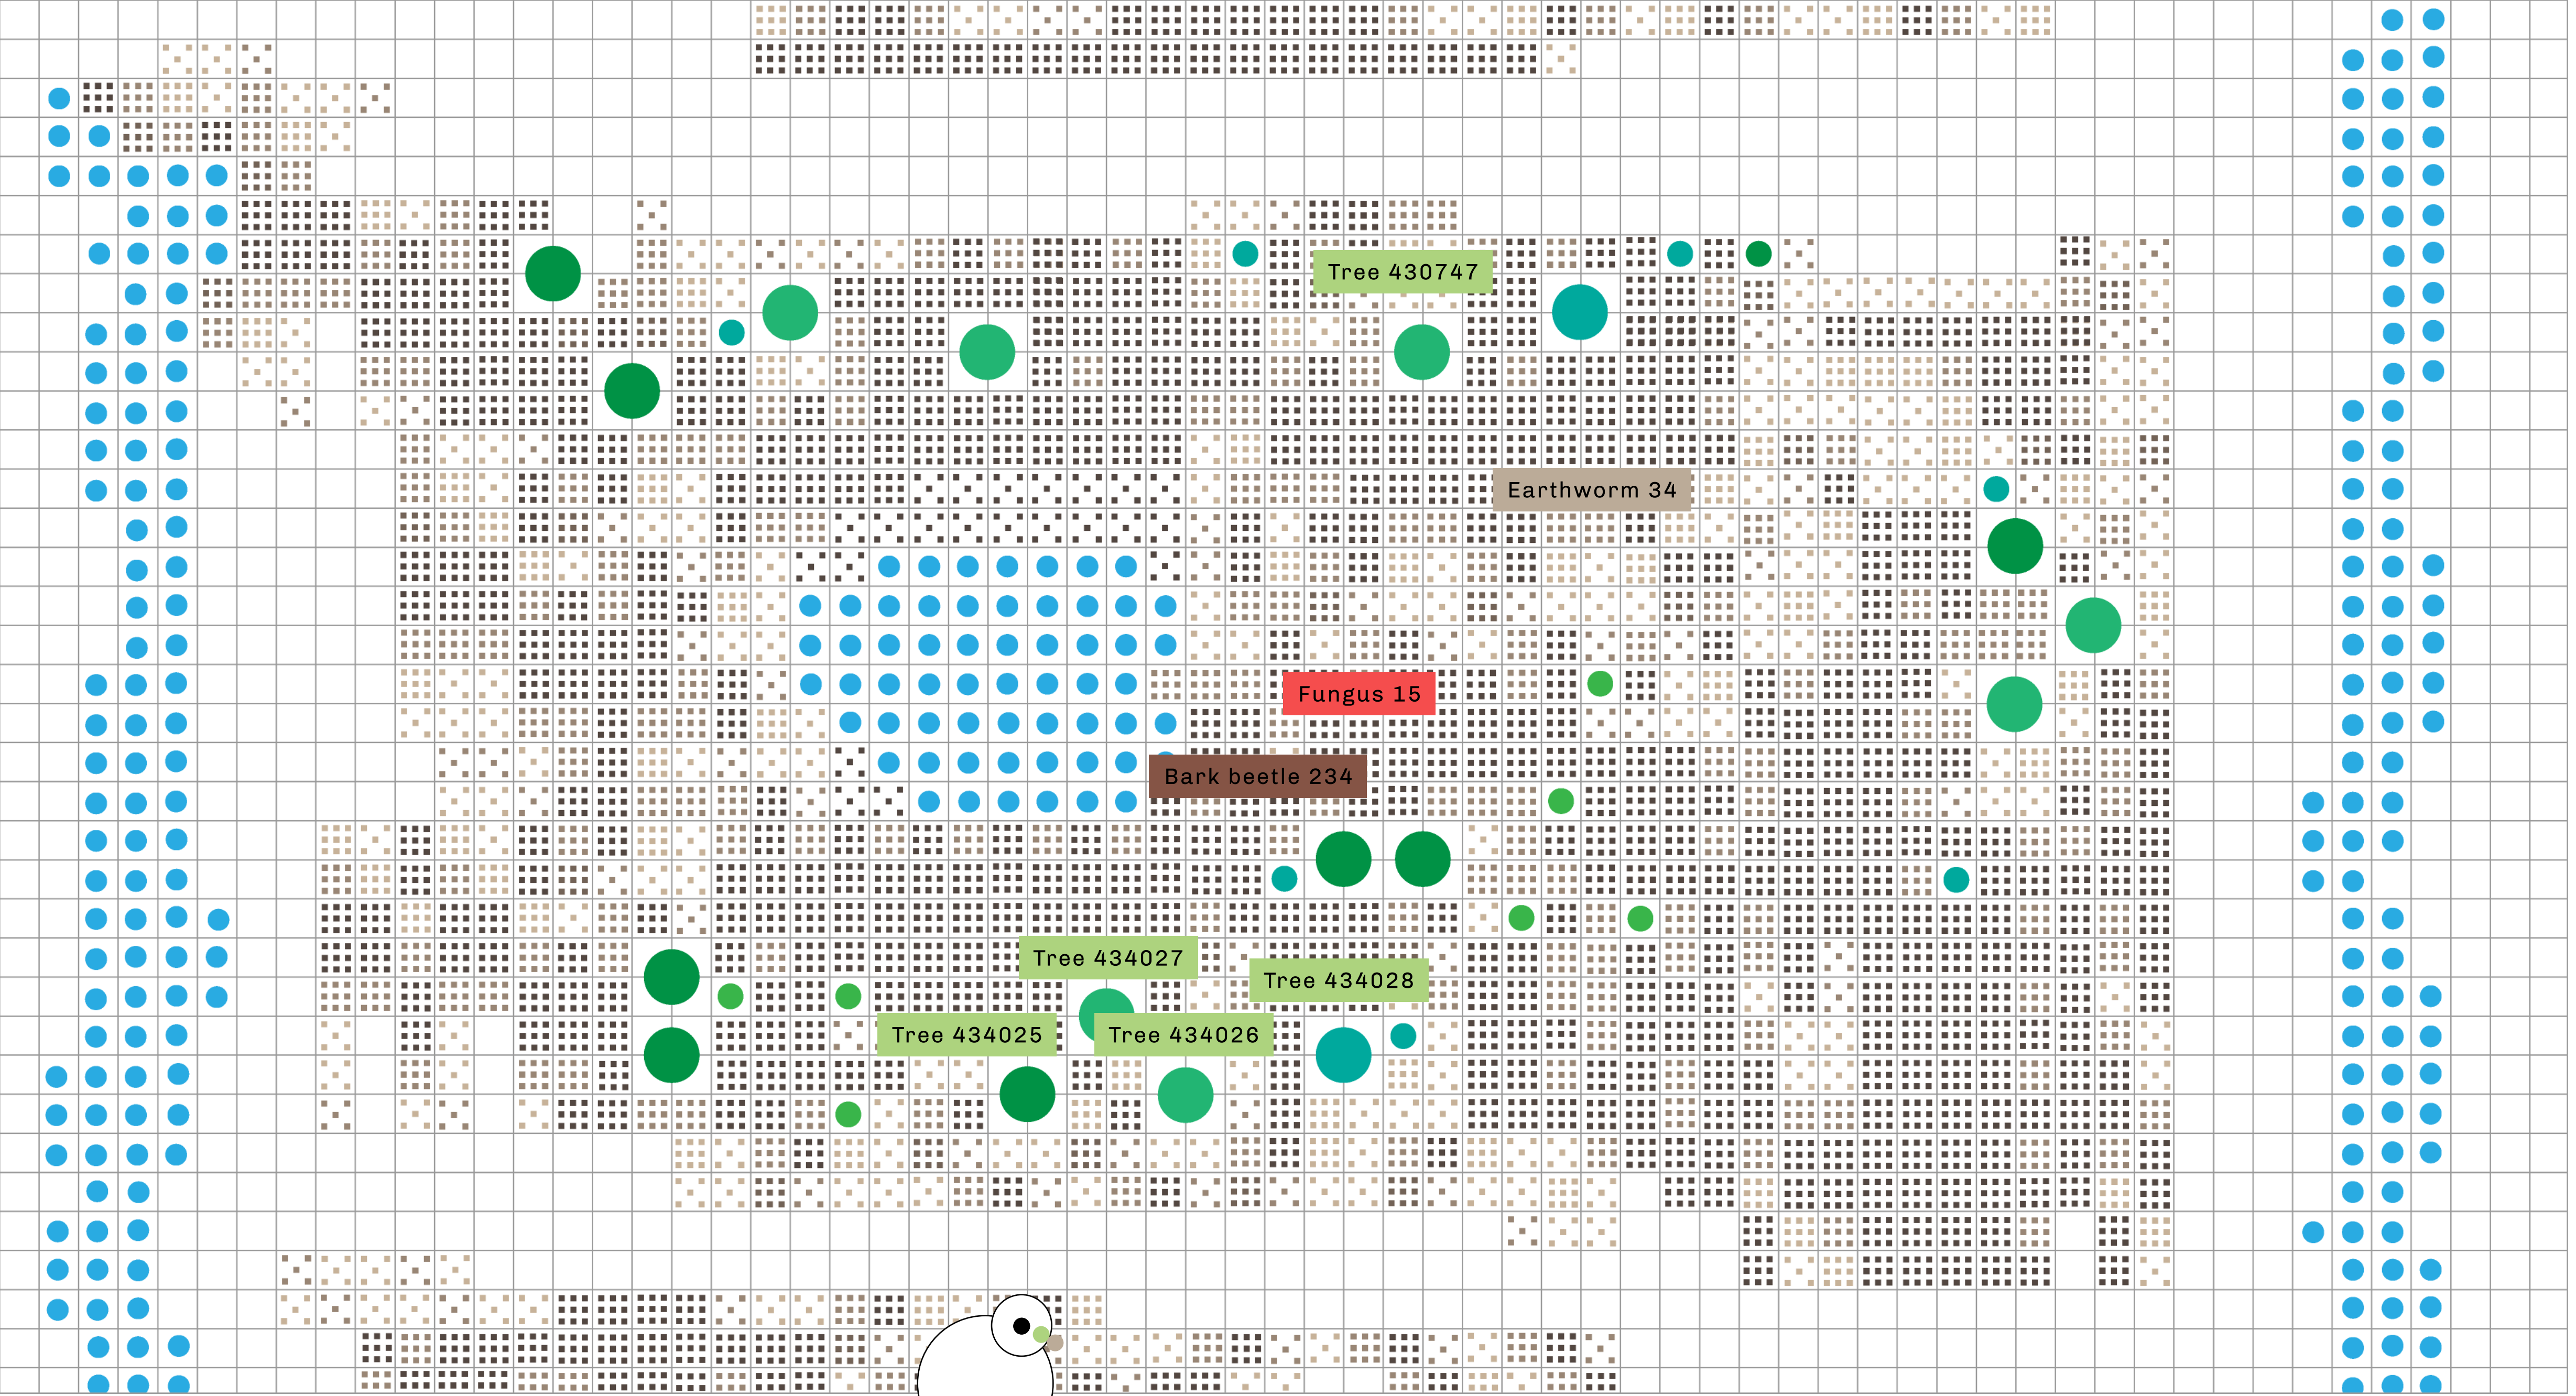 Tree 430747
Earthworm 34
Fungus 15
Bark beetle 234
Tree 434027
Tree 434028
Tree 434025
Tree 434026